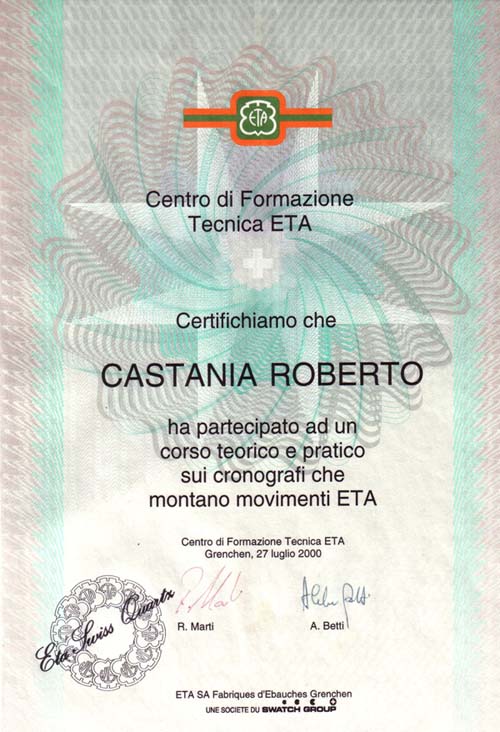 ETA
Centro di Formazione
Tecnica ETA
Certifichiamo che
CASTANIA ROBERTO
ha partecipato ad un
corso teorico e pratico
sui cronografi che
montano movimenti ETA
Centro di Formazione Tecnica ETA
Grenchen, 27 luglio 2000
R. Marti
A. Betti
Eta Swiss Quartz
ETA SA Fabriques d'Ebauches Grenchen
UNE SOCIETE DU SWATCH GROUP